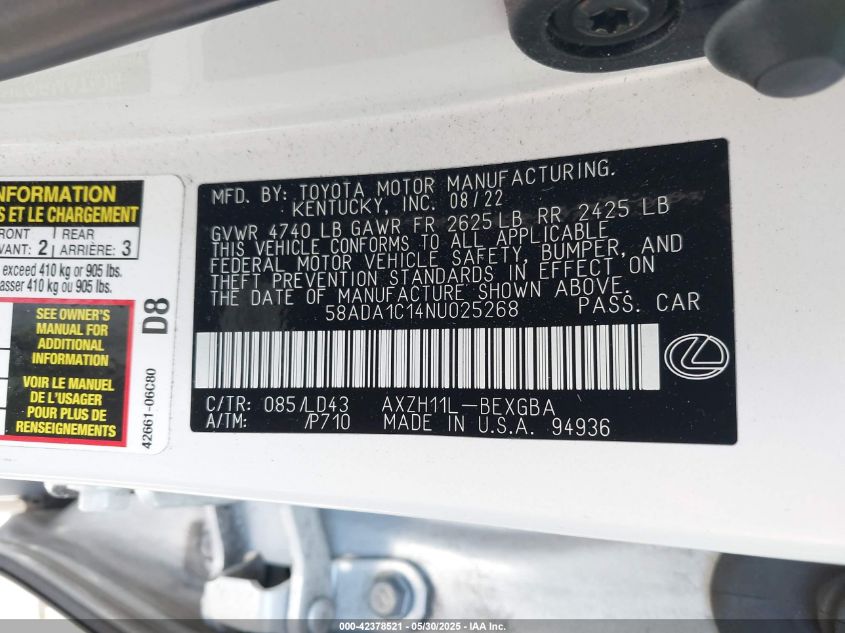 INFORMATION
S ET LE CHARGEMENT
FRONT
VANT: 2
REAR
ARRIÈRE: 3
exceed 410 kg or 905 lbs.
asser 410 kg ou 905 lbs.
SEE OWNER'S
MANUAL FOR
ADDITIONAL
INFORMATION
VOIR LE MANUEL
DE L'USAGER
POUR PLUS DE
RENSEIGNEMENTS
D8
42661-06C80
MFD. BY: TOYOTA MOTOR MANUFACTURING.
KENTUCKY, INC. 08/22
GVWR 4740 LB GAWR FR 2625 LB RR 2425 LB
THIS VEHICLE CONFORMS TO ALL APPLICABLE
FEDERAL MOTOR VEHICLE SAFETY, BUMPER, AND
THEFT PREVENTION STANDARDS IN EFFECT ON
THE DATE OF MANUFACTURE SHOWN ABOVE.
58ADA1C14NU025268 PASS. CAR
C/TR: 085/LD43 AXZH11L-BEXGBA
A/TM: /P710 MADE IN U.S.A. 94936
000-42378521 - 05/30/2025 - IAA Inc.